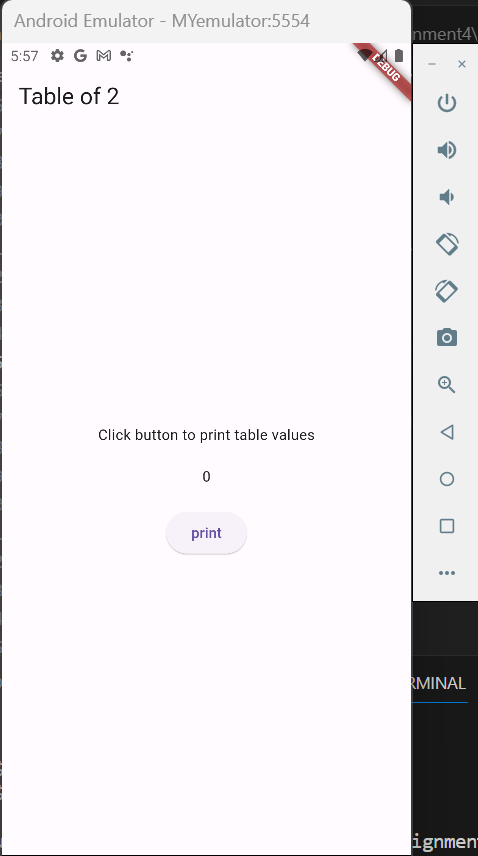 Android Emulator - MYemulator:5554
nment4\
5:57
DEBUG
Table of 2
Click button to print table values
0
print
RMINAL
ignment